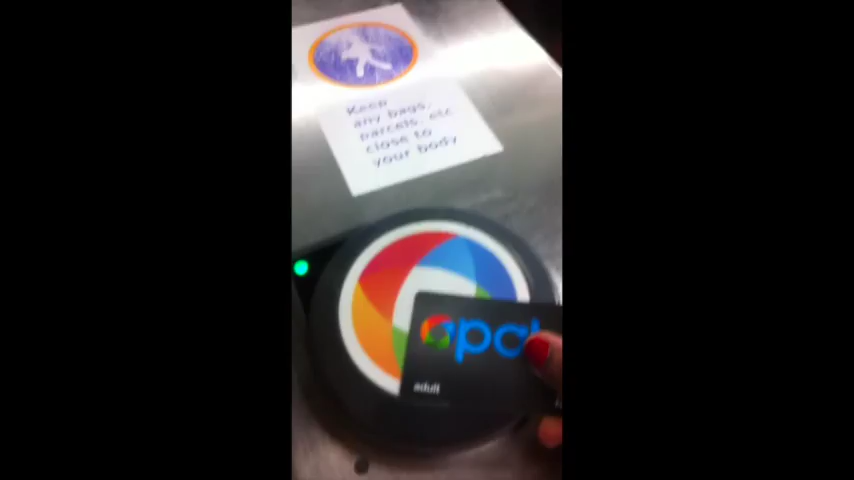 Keep
any bags,
parcels, etc
close to
your body
opal
adult